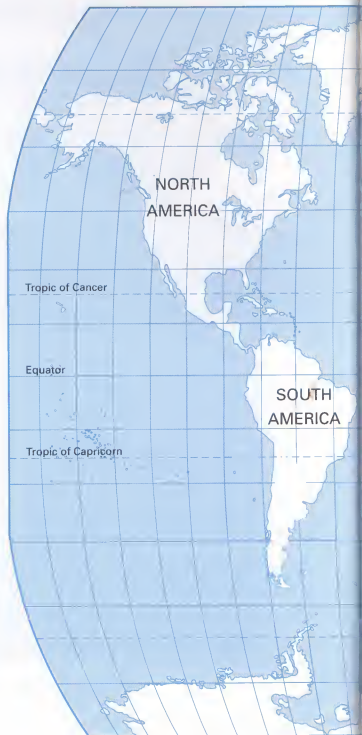 NORTH
AMERICA
Tropic of Cancer
Equator
SOUTH
AMERICA
Tropic of Capricorn